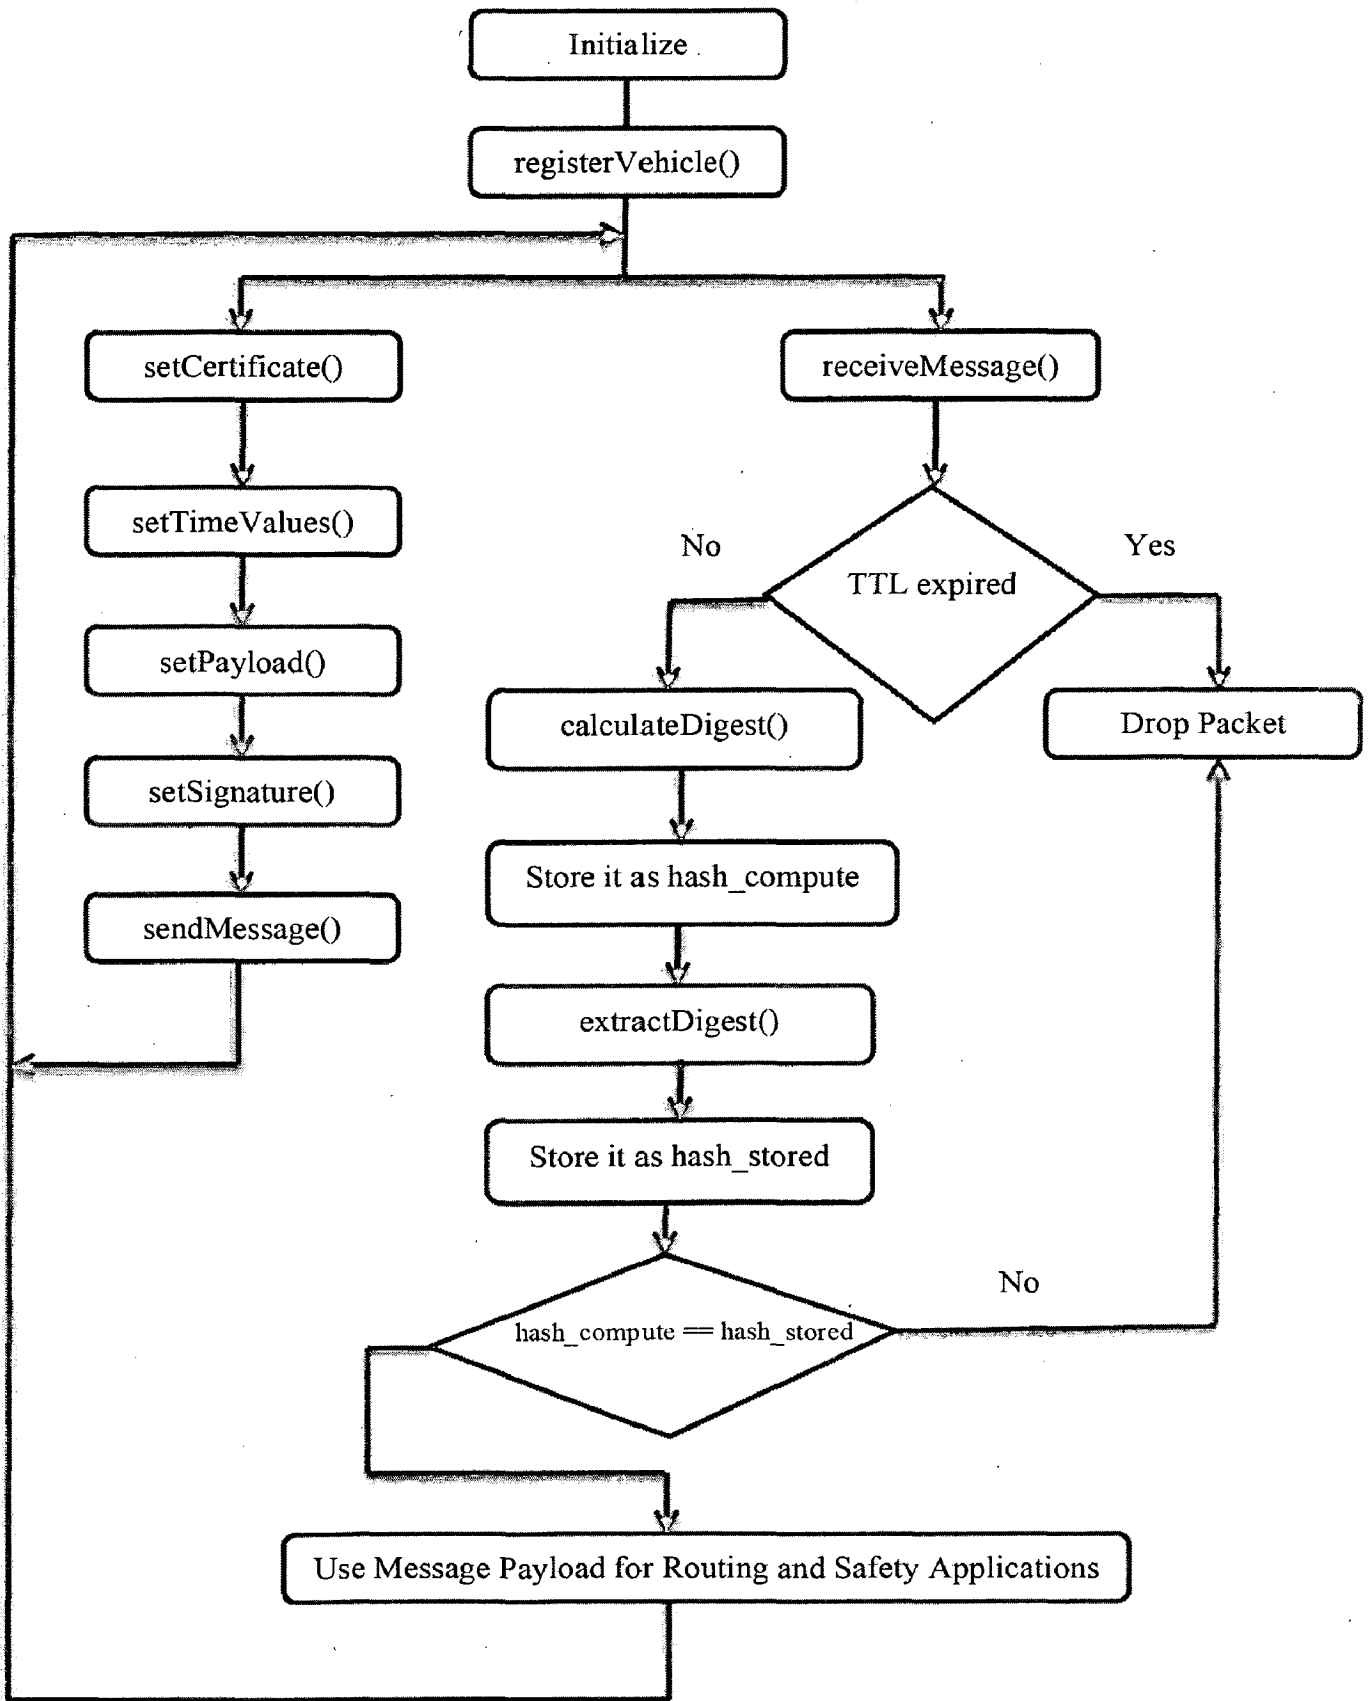 Initialize
registerVehicle()
setCertificate()
receiveMessage()
setTimeValues()
No
Yes
TTL expired
setPayload()
calculateDigest()
Drop Packet
setSignature()
Store it as hash_compute
sendMessage()
extractDigest()
Store it as hash_stored
No
hash_compute == hash_stored
Use Message Payload for Routing and Safety Applications